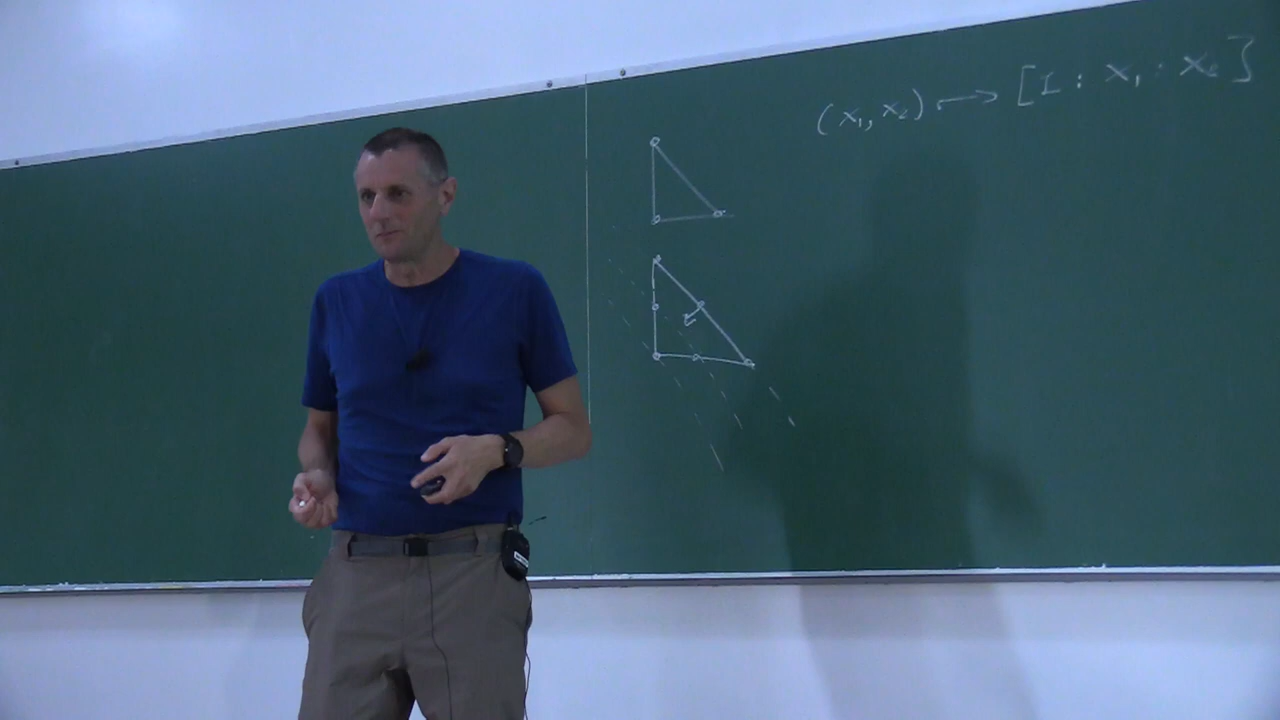 (x₁, x₂) ⟼ [1 : x₁ : x₂]